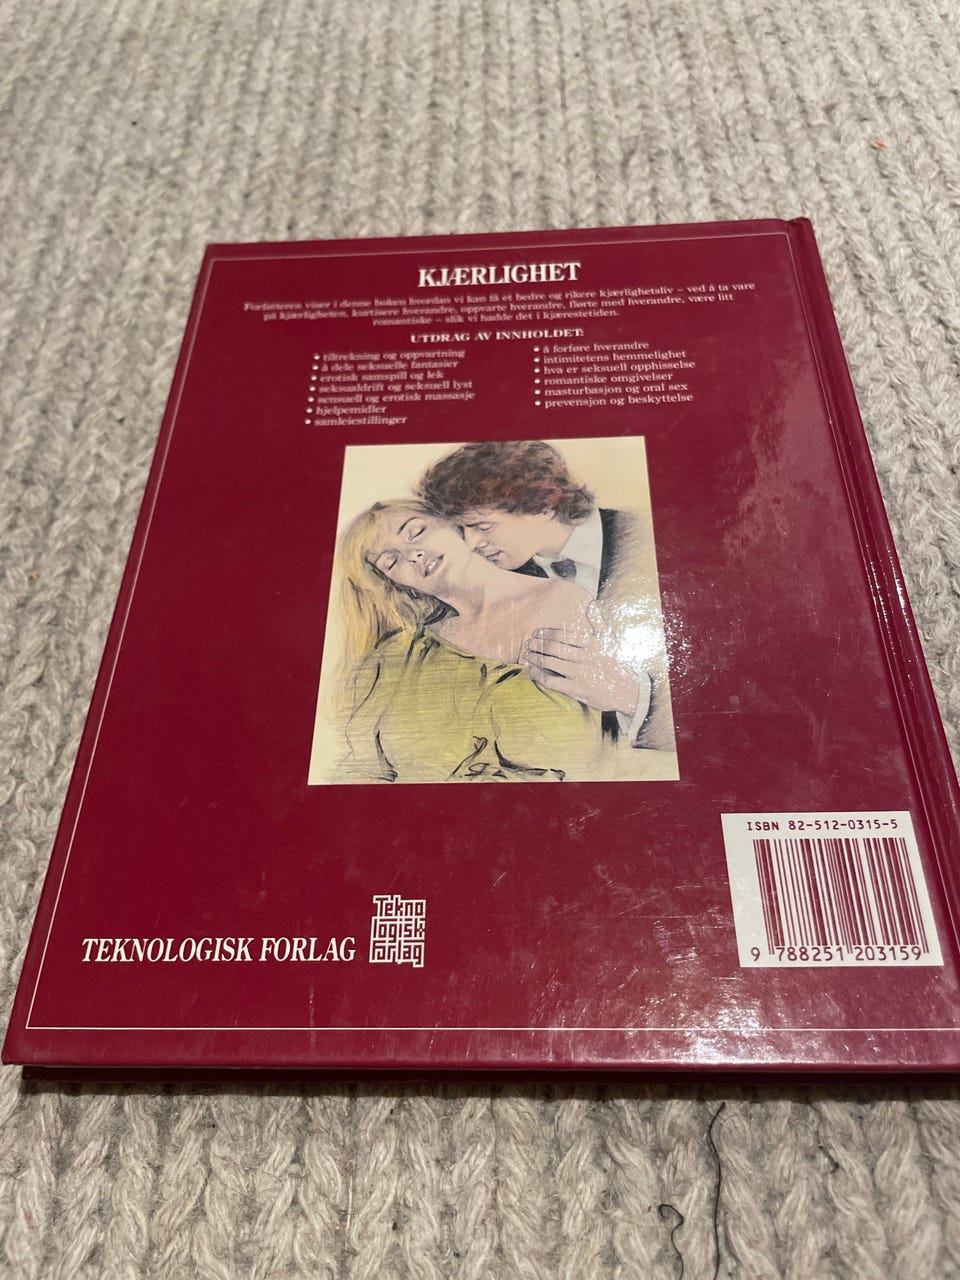 KJÆRLIGHET
Forfatteren viser i denne boken hvordan vi kan få et bedre og rikere kjærlighetsliv – ved å ta vare
på kjærligheten, kurtisere hverandre, oppvarte hverandre, flørte med hverandre, være litt
romantiske – slik vi hadde det i kjærestetiden.
UTDRAG AV INNHOLDET:
• tiltrekning og oppvartning
• å dele seksuelle fantasier
• erotisk samspill og lek
• seksualdrift og seksuell lyst
• sensuell og erotisk massasje
• hjelpemidler
• samleiestillinger
• å forføre hverandre
• intimitetens hemmelighet
• hva er seksuell opphisselse
• romantiske omgivelser
• masturbasjon og oral sex
• prevensjon og beskyttelse
ISBN 82-512-0315-5
9 788251 203159
TEKNOLOGISK FORLAG
Tekno
logisk
forlag